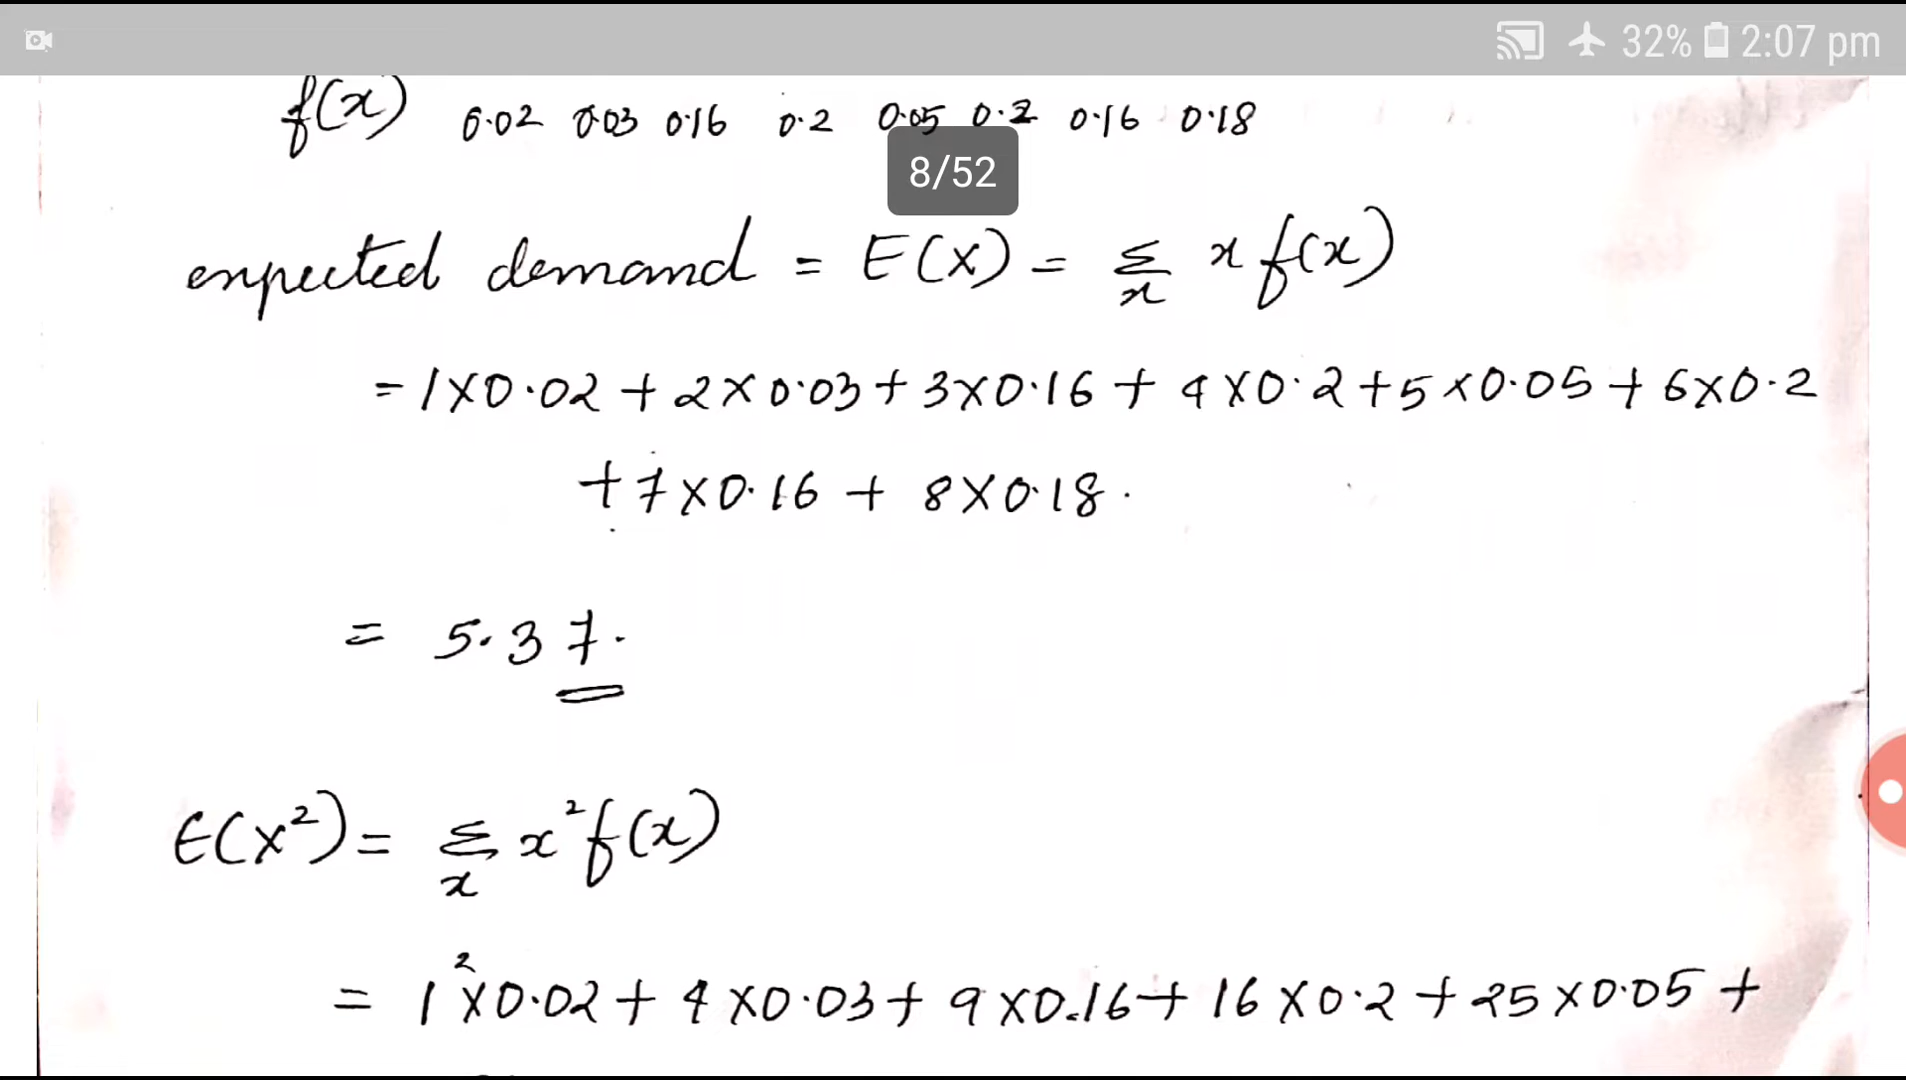 32% 2:07 pm
f(x) 0.02 0.03 0.16 0.2 0.05 0.2 0.16 0.18
8/52
expected demand = E(X) = Σ x f(x)
x
= 1×0.02 + 2×0.03 + 3×0.16 + 4×0.2 + 5×0.05 + 6×0.2
+ 7×0.16 + 8×0.18.
= 5.37.
E(X²) = Σ x² f(x)
x
= 1²×0.02 + 4×0.03 + 9×0.16 + 16×0.2 + 25×0.05 +